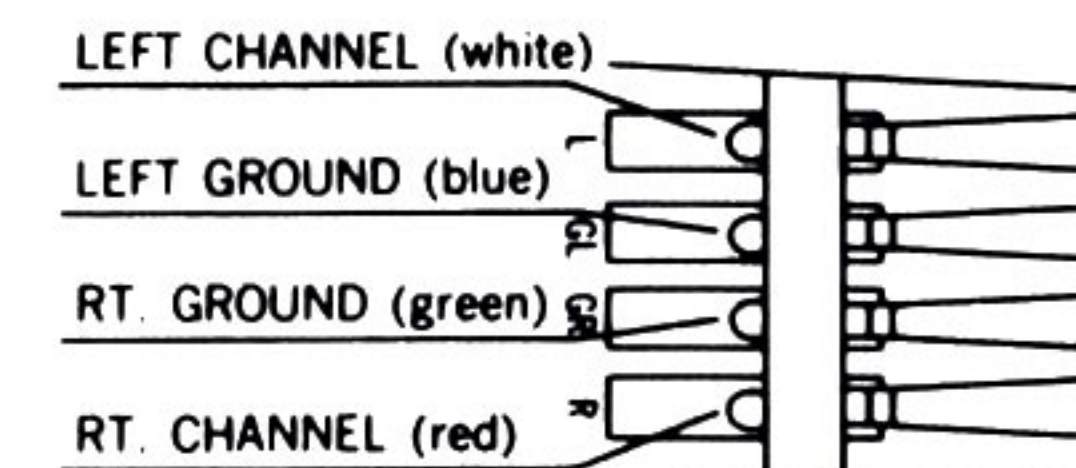 LEFT CHANNEL (white)
L
LEFT GROUND (blue)
GL
RT. GROUND (green)
GR
R
RT. CHANNEL (red)